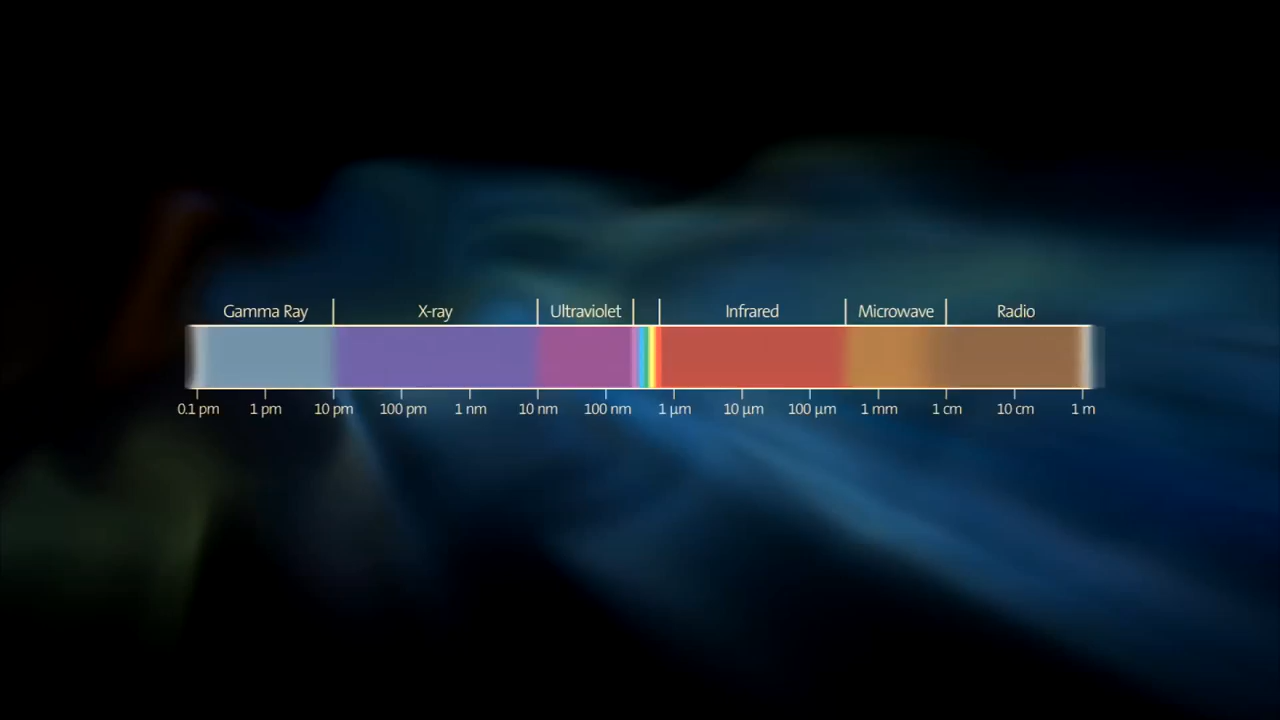 Gamma Ray X-ray Ultraviolet Infrared Microwave Radio
0.1 pm 1 pm 10 pm 100 pm 1 nm 10 nm 100 nm 1 µm 10 µm 100 µm 1 mm 1 cm 10 cm 1 m